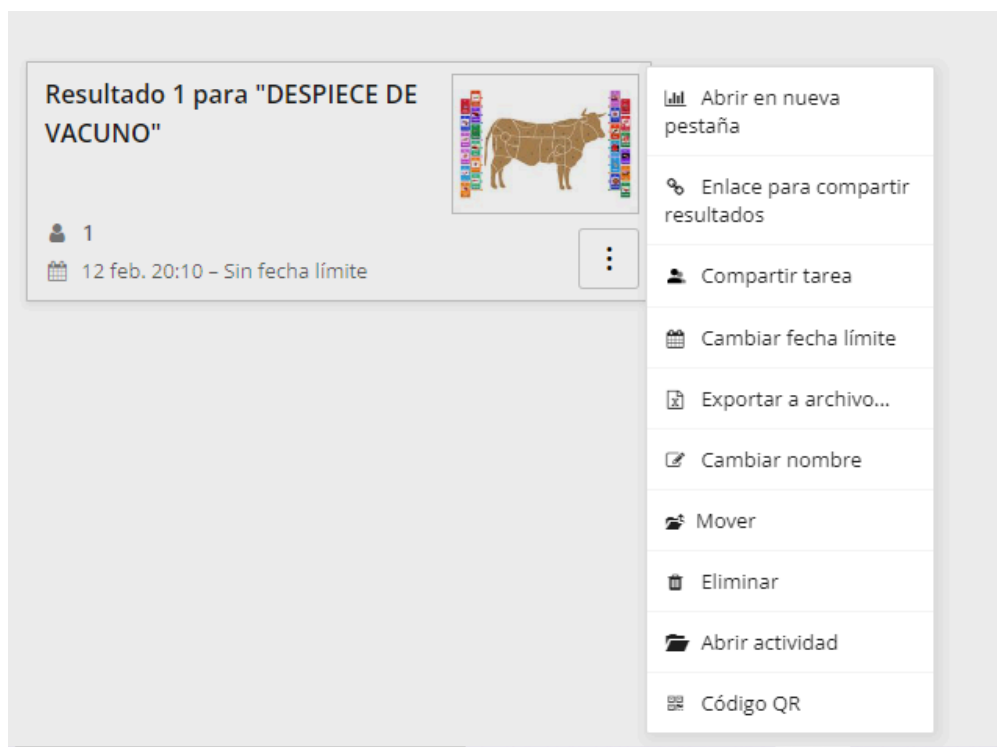 Resultado 1 para "DESPIECE DE
VACUNO"
1
12 feb. 20:10 – Sin fecha límite
Abrir en nueva
pestaña
Enlace para compartir
resultados
Compartir tarea
Cambiar fecha límite
Exportar a archivo...
Cambiar nombre
Mover
Eliminar
Abrir actividad
Código QR